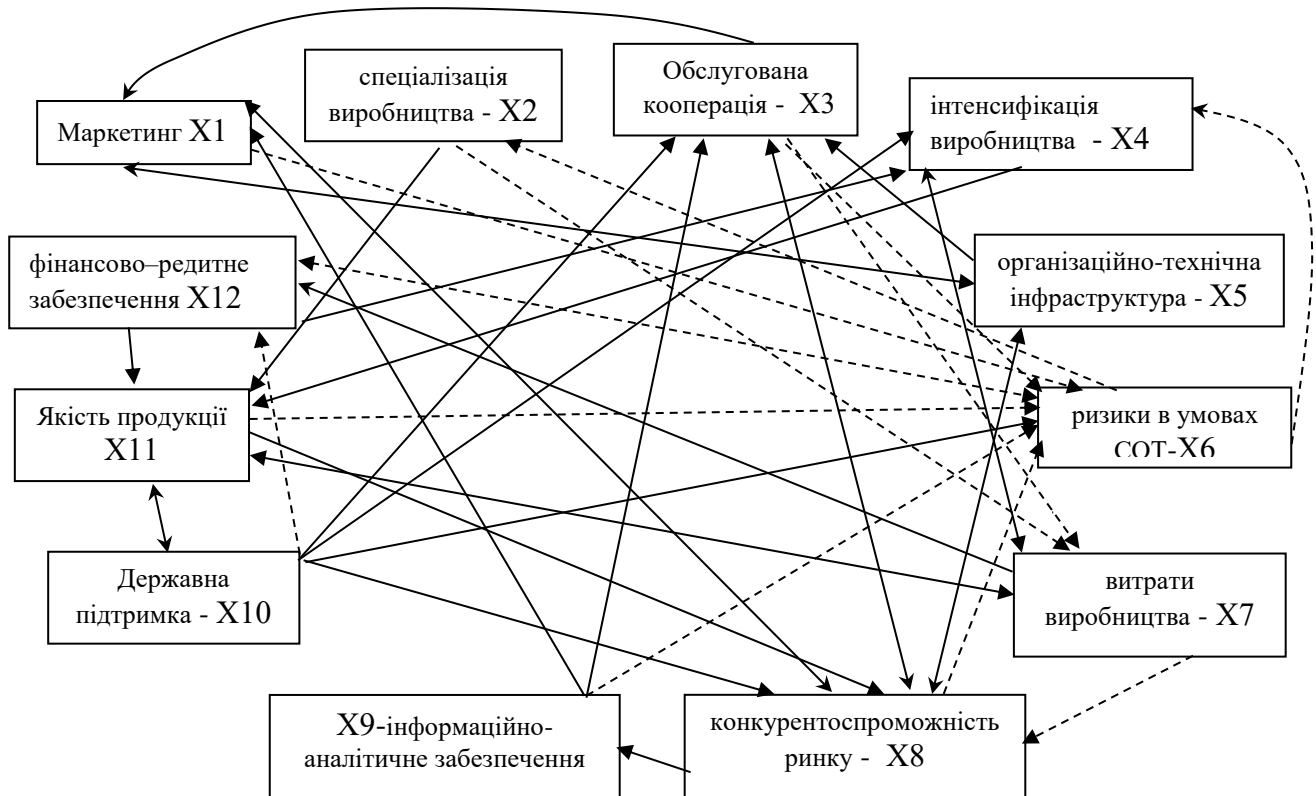 спеціалізація
виробництва - X2
Обслугована
кооперація - X3
інтенсифікація
виробництва - X4
Маркетинг X1
фінансово–редитне
забезпечення X12
організаційно-технічна
інфраструктура - X5
Якість продукції
X11
ризики в умовах
СОТ-X6
Державна
підтримка - X10
витрати
виробництва - X7
X9-інформаційно-
аналітичне забезпечення
конкурентоспроможність
ринку - X8